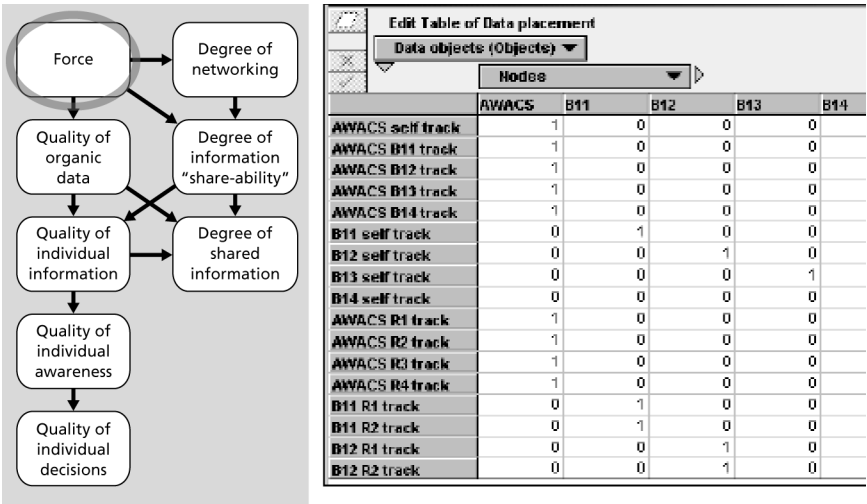 Force
Degree of
networking
Quality of
organic
data
Degree of
information
“share-ability”
Quality of
individual
information
Degree of
shared
information
Quality of
individual
awareness
Quality of
individual
decisions
Edit Table of Data placement
Data objects (Objects)
Nodes
AWACS B11 B12 B13 B14
AWACS self track 1 0 0 0
AWACS B11 track 1 0 0 0
AWACS B12 track 1 0 0 0
AWACS B13 track 1 0 0 0
AWACS B14 track 1 0 0 0
B11 self track 0 1 0 0
B12 self track 0 0 1 0
B13 self track 0 0 0 1
B14 self track 0 0 0 0
AWACS R1 track 1 0 0 0
AWACS R2 track 1 0 0 0
AWACS R3 track 1 0 0 0
AWACS R4 track 1 0 0 0
B11 R1 track 0 1 0 0
B11 R2 track 0 1 0 0
B12 R1 track 0 0 1 0
B12 R2 track 0 0 1 0